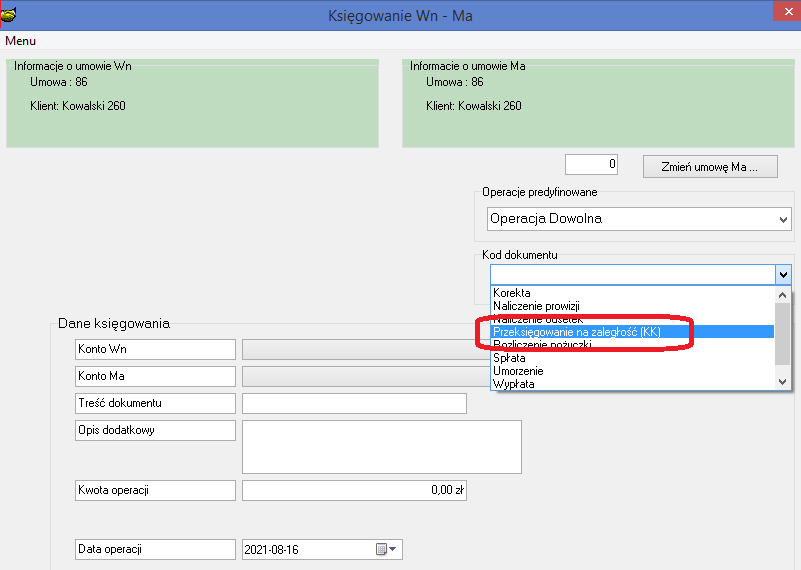 Księgowanie Wn - Ma
Menu
Informacje o umowie Wn
Umowa : 86
Klient: Kowalski 260
Informacie o umowie Ma
Umowa : 86
Klient: Kowalski 260
0
Zmień umowę Ma ...
Operacje predyfinowane
Operacja Dowolna
Kod dokumentu
Korekta
Naliczenie prowizji
Naliczenie odsetek
Przeksięgowanie na zaległość (KK)
Rozliczenie pożyczki
Spłata
Umorzenie
Wypłata
Dane księgowania
Konto Wn
Konto Ma
Treść dokumentu
Opis dodatkowy
Kwota operacji
0,00 zł
Data operacji
2021-08-16